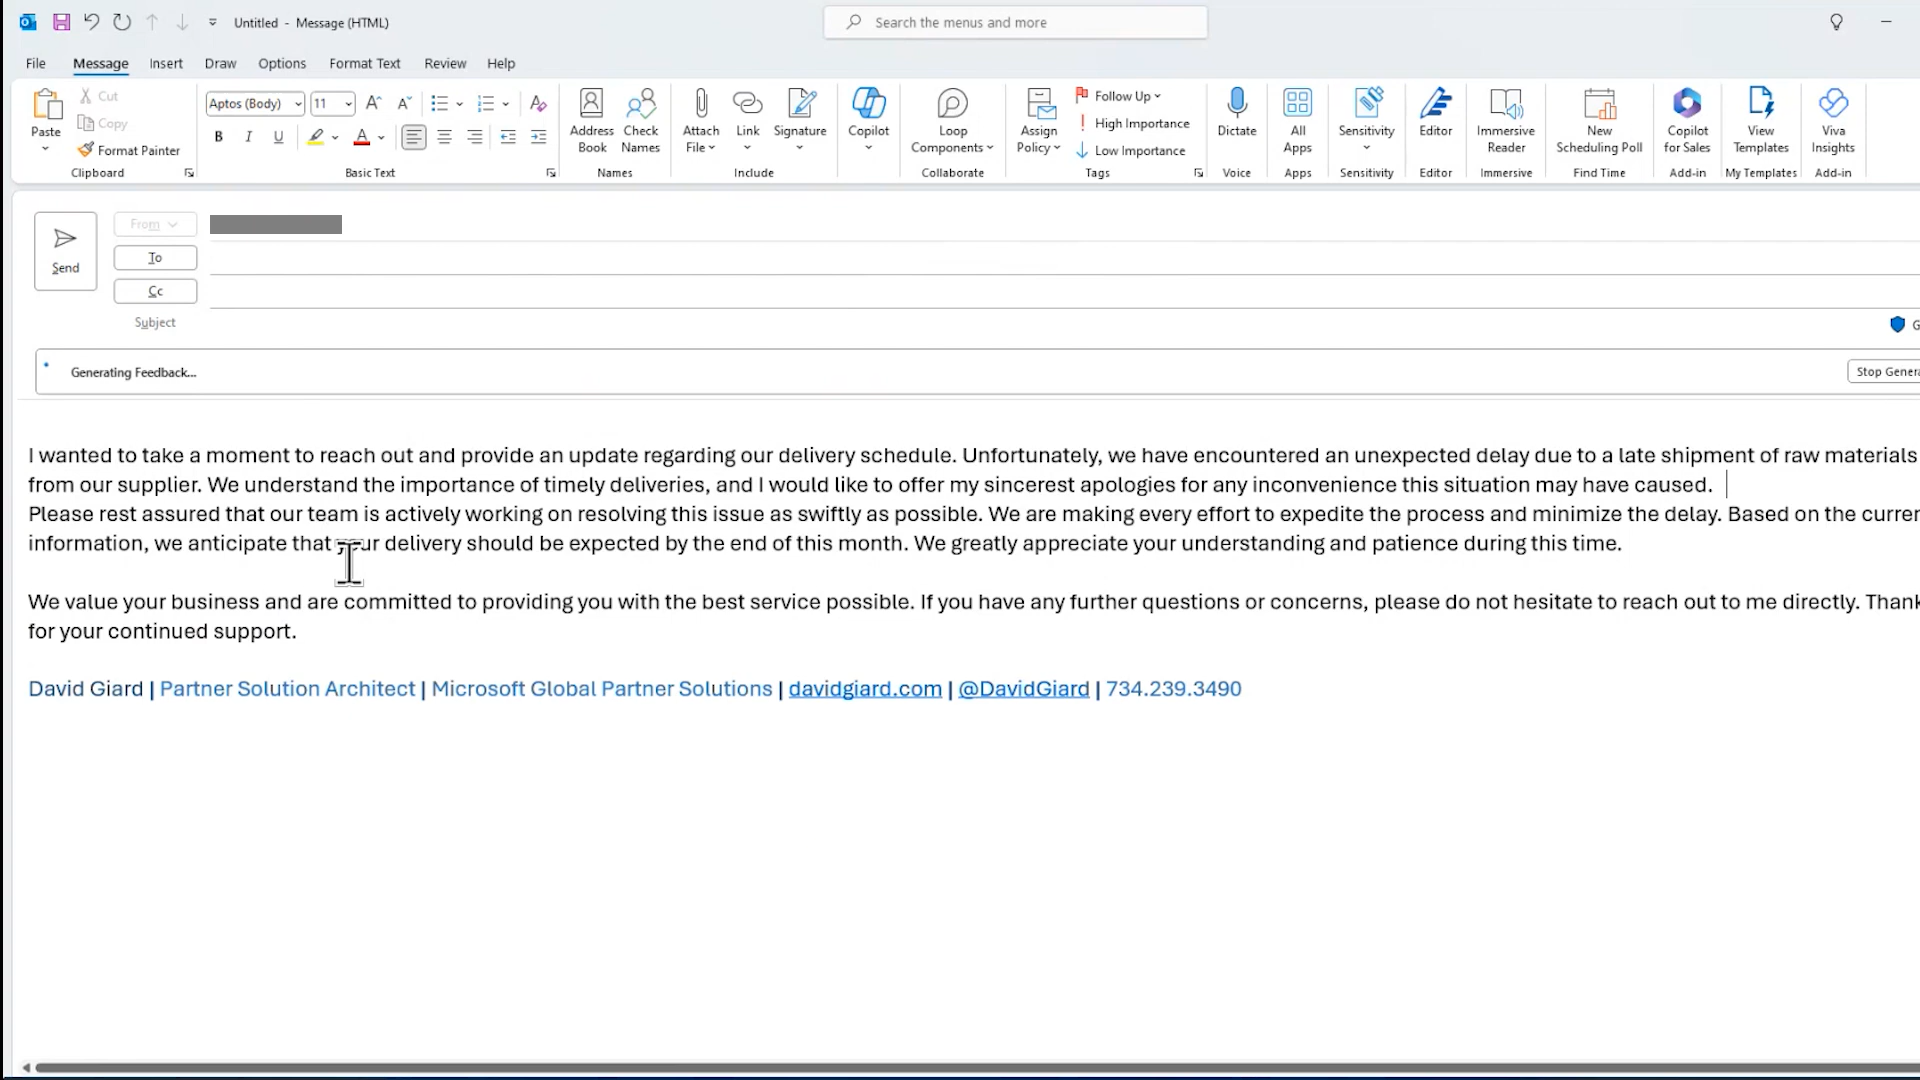 Untitled - Message (HTML)
Search the menus and more
File Message Insert Draw Options Format Text Review Help
Paste
Cut
Copy
Format Painter
Clipboard
Aptos (Body) 11
B I U
Basic Text
Address Book
Check Names
Names
Attach File
Link
Signature
Include
Copilot
Loop Components
Collaborate
Assign Policy
Follow Up
High Importance
Low Importance
Tags
Dictate
Voice
All Apps
Apps
Sensitivity
Sensitivity
Editor
Editor
Immersive Reader
Immersive
New Scheduling Poll
Find Time
Copilot for Sales
Add-in
View Templates
My Templates
Viva Insights
Add-in
Send
From
To
Cc
Subject
G
Generating Feedback...
Stop Genera
I wanted to take a moment to reach out and provide an update regarding our delivery schedule. Unfortunately, we have encountered an unexpected delay due to a late shipment of raw materials
from our supplier. We understand the importance of timely deliveries, and I would like to offer my sincerest apologies for any inconvenience this situation may have caused.
Please rest assured that our team is actively working on resolving this issue as swiftly as possible. We are making every effort to expedite the process and minimize the delay. Based on the curren
information, we anticipate that your delivery should be expected by the end of this month. We greatly appreciate your understanding and patience during this time.
We value your business and are committed to providing you with the best service possible. If you have any further questions or concerns, please do not hesitate to reach out to me directly. Thank
for your continued support.
David Giard | Partner Solution Architect | Microsoft Global Partner Solutions | davidgiard.com | @DavidGiard | 734.239.3490